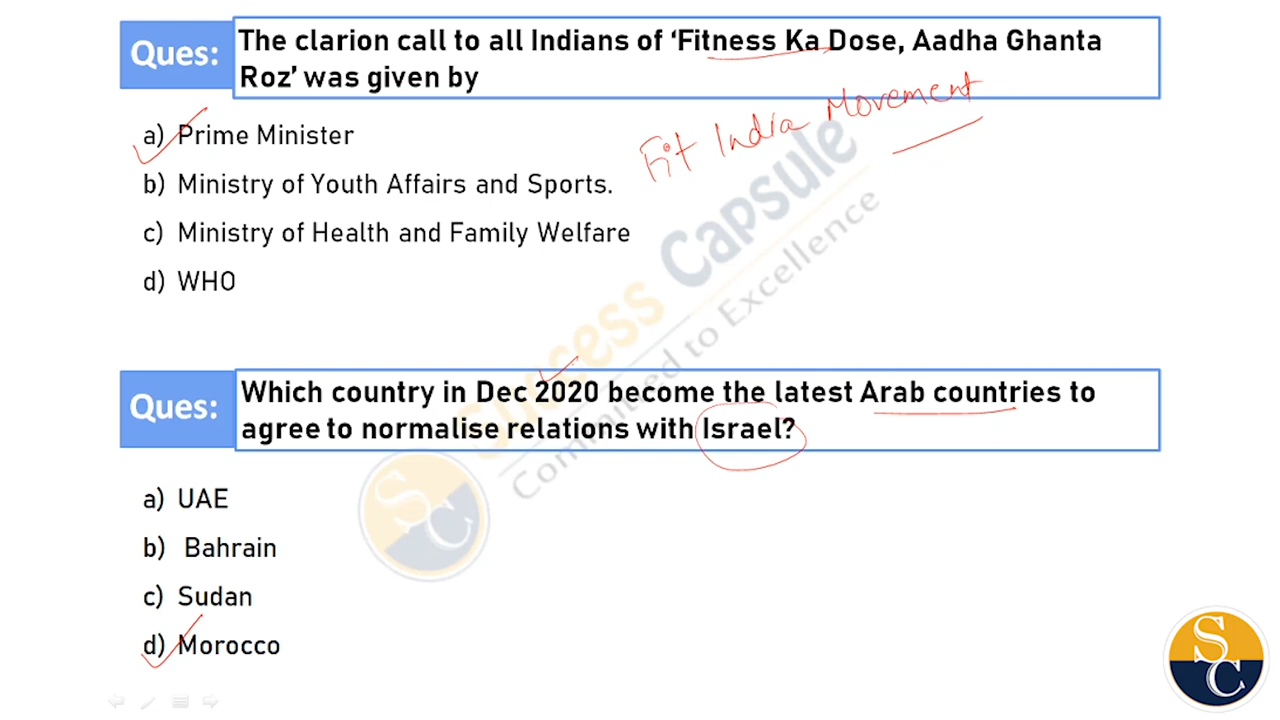 Ques: The clarion call to all Indians of ‘Fitness Ka Dose, Aadha Ghanta
Roz’ was given by
Fit India Movement
a) Prime Minister
b) Ministry of Youth Affairs and Sports.
c) Ministry of Health and Family Welfare
d) WHO
Success Capsule
Committed to Excellence
Ques: Which country in Dec 2020 become the latest Arab countries to
agree to normalise relations with Israel?
SC
a) UAE
b) Bahrain
c) Sudan
d) Morocco
SC